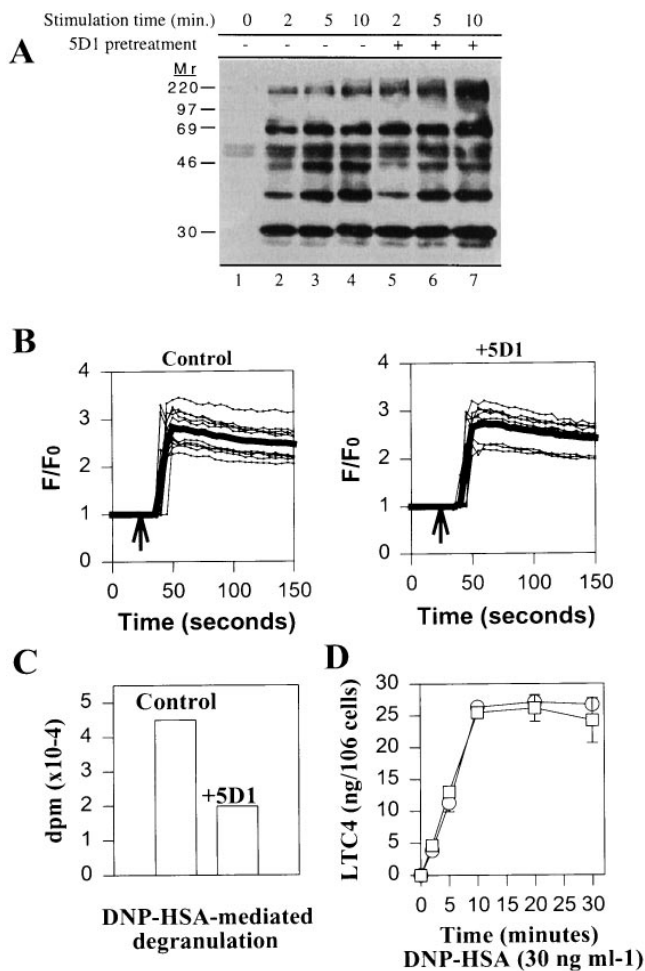 Stimulation time (min.) 0 2 5 10 2 5 10
5D1 pretreatment - - - - + + +
A
Mr
220
97
69
46
30
1 2 3 4 5 6 7
B
Control
F/F0
4
3
2
1
0
0 50 100 150
Time (seconds)
+5D1
F/F0
4
3
2
1
0
0 50 100 150
Time (seconds)
C
dpm (x10-4)
5
4
3
2
1
0
Control
+5D1
DNP-HSA-mediated
degranulation
D
LTC4 (ng/106 cells)
30
25
20
15
10
5
0
0 5 10 15 20 25 30
Time (minutes)
DNP-HSA (30 ng ml-1)